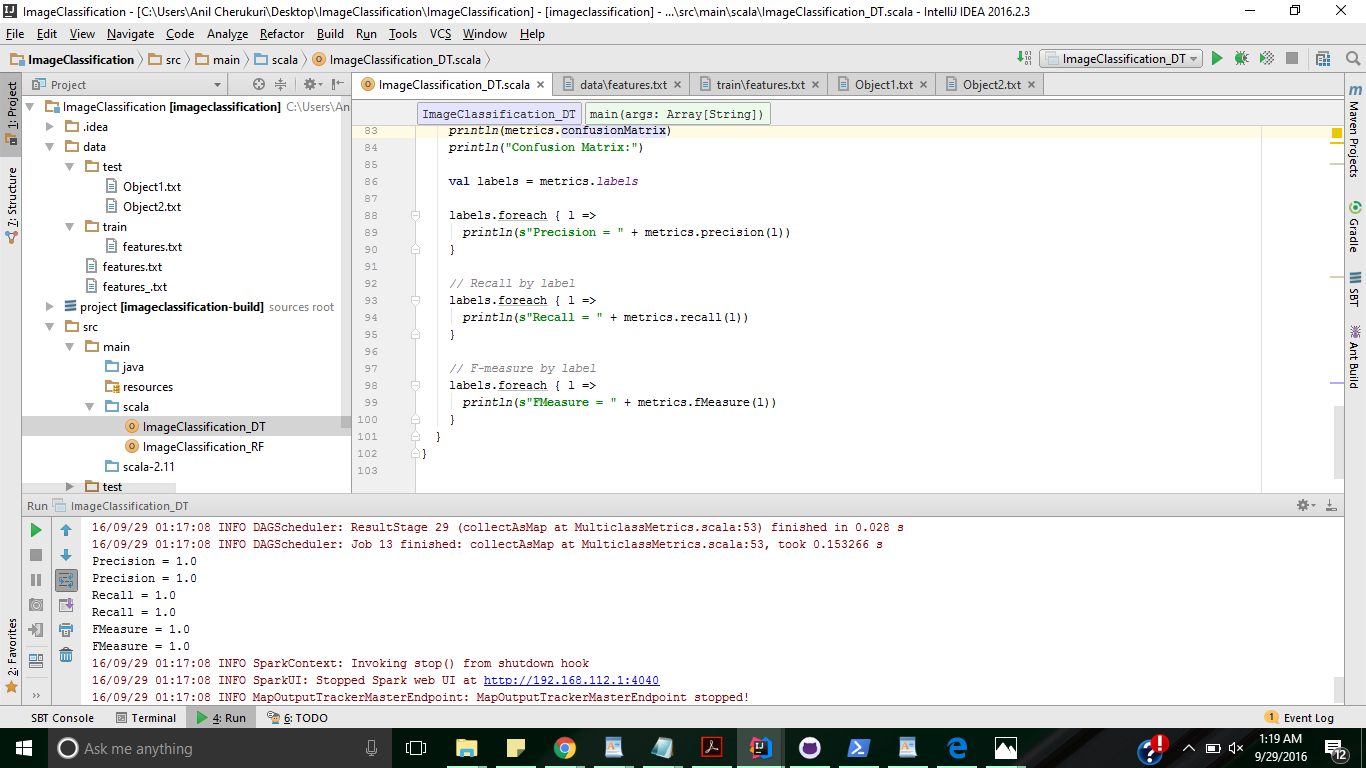 ImageClassification - [C:\Users\Anil Cherukuri\Desktop\ImageClassification\ImageClassification] - [imageclassification] - ...\src\main\scala\ImageClassification_DT.scala - IntelliJ IDEA 2016.2.3
File Edit View Navigate Code Analyze Refactor Build Run Tools VCS Window Help
ImageClassification src main scala ImageClassification_DT.scala ImageClassification_DT
Project ImageClassification_DT.scala data\features.txt train\features.txt Object1.txt Object2.txt
ImageClassification [imageclassification] C:\Users\An
.idea
data
test
Object1.txt
Object2.txt
train
features.txt
features.txt
features_.txt
project [imageclassification-build] sources root
src
main
java
resources
scala
ImageClassification_DT
ImageClassification_RF
scala-2.11
test
1: Project
7: Structure
2: Favorites
ImageClassification_DT main(args: Array[String])
83 println(metrics.confusionMatrix)
84 println("Confusion Matrix:")
85
86 val labels = metrics.labels
87
88 labels.foreach { l =>
89 println(s"Precision = " + metrics.precision(l))
90 }
91
92 // Recall by label
93 labels.foreach { l =>
94 println(s"Recall = " + metrics.recall(l))
95 }
96
97 // F-measure by label
98 labels.foreach { l =>
99 println(s"FMeasure = " + metrics.fMeasure(l))
100 }
101 }
102 }
103
Maven Projects
Gradle
SBT
Ant Build
Run ImageClassification_DT
16/09/29 01:17:08 INFO DAGScheduler: ResultStage 29 (collectAsMap at MulticlassMetrics.scala:53) finished in 0.028 s
16/09/29 01:17:08 INFO DAGScheduler: Job 13 finished: collectAsMap at MulticlassMetrics.scala:53, took 0.153266 s
Precision = 1.0
Precision = 1.0
Recall = 1.0
Recall = 1.0
FMeasure = 1.0
FMeasure = 1.0
16/09/29 01:17:08 INFO SparkContext: Invoking stop() from shutdown hook
16/09/29 01:17:08 INFO SparkUI: Stopped Spark web UI at http://192.168.112.1:4040
16/09/29 01:17:08 INFO MapOutputTrackerMasterEndpoint: MapOutputTrackerMasterEndpoint stopped!
SBT Console Terminal 4: Run 6: TODO 1 Event Log
Ask me anything
1:19 AM
9/29/2016
12